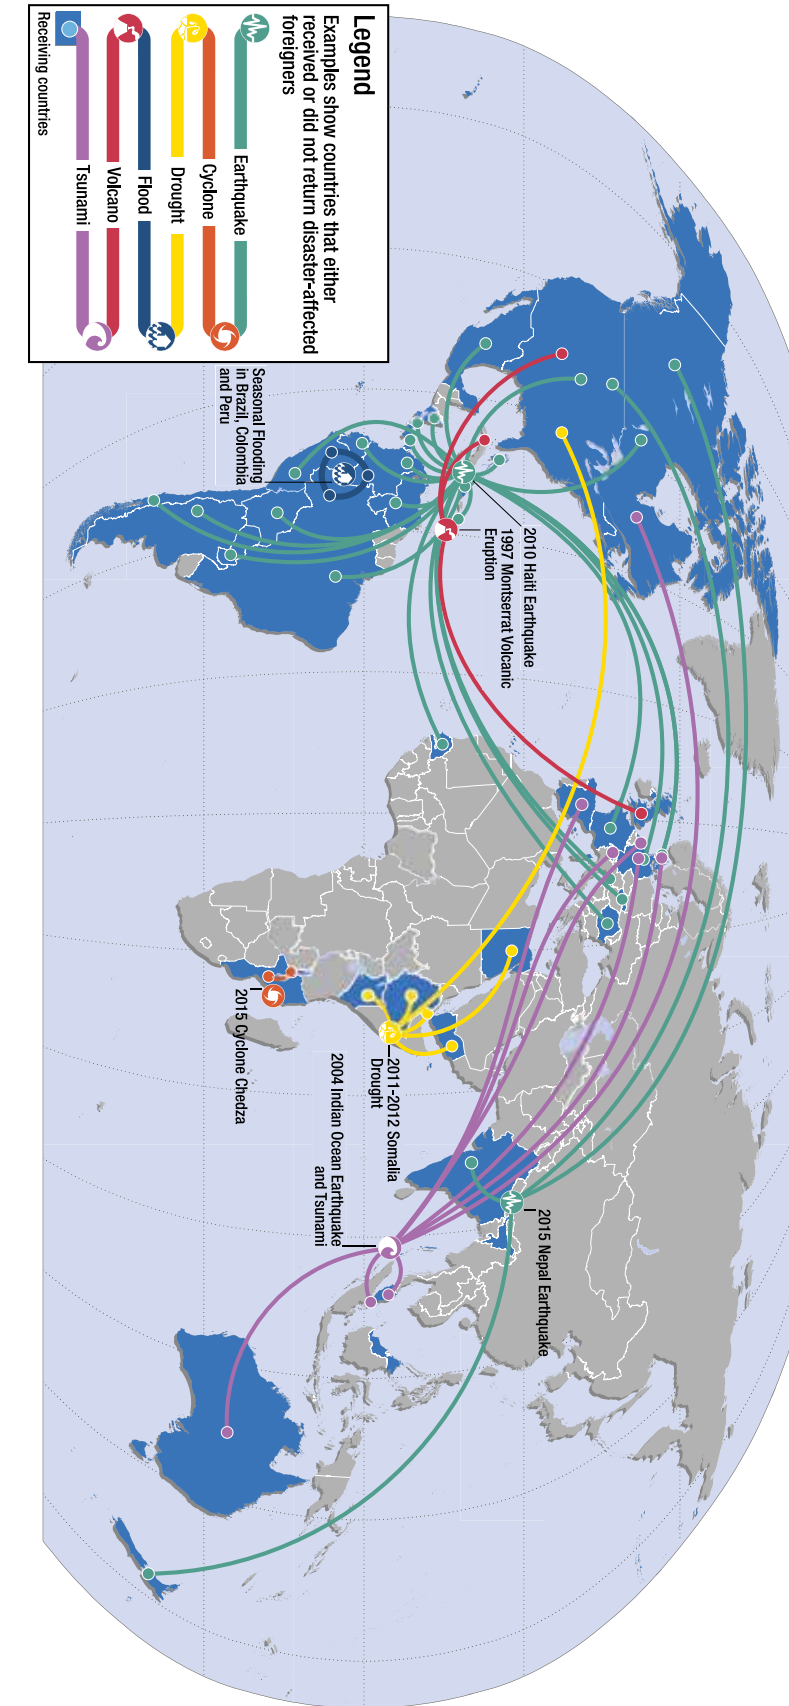 Legend
Examples show countries that either
received or did not return disaster-affected
foreigners
Earthquake
Cyclone
Drought
Flood
Volcano
Tsunami
Receiving countries
Seasonal Flooding
in Brazil, Colombia
and Peru
2010 Haiti Earthquake
1997 Montserrat Volcanic
Eruption
2015 Cyclone Chedza
2011-2012 Somalia
Drought
2004 Indian Ocean Earthquake
and Tsunami
2015 Nepal Earthquake